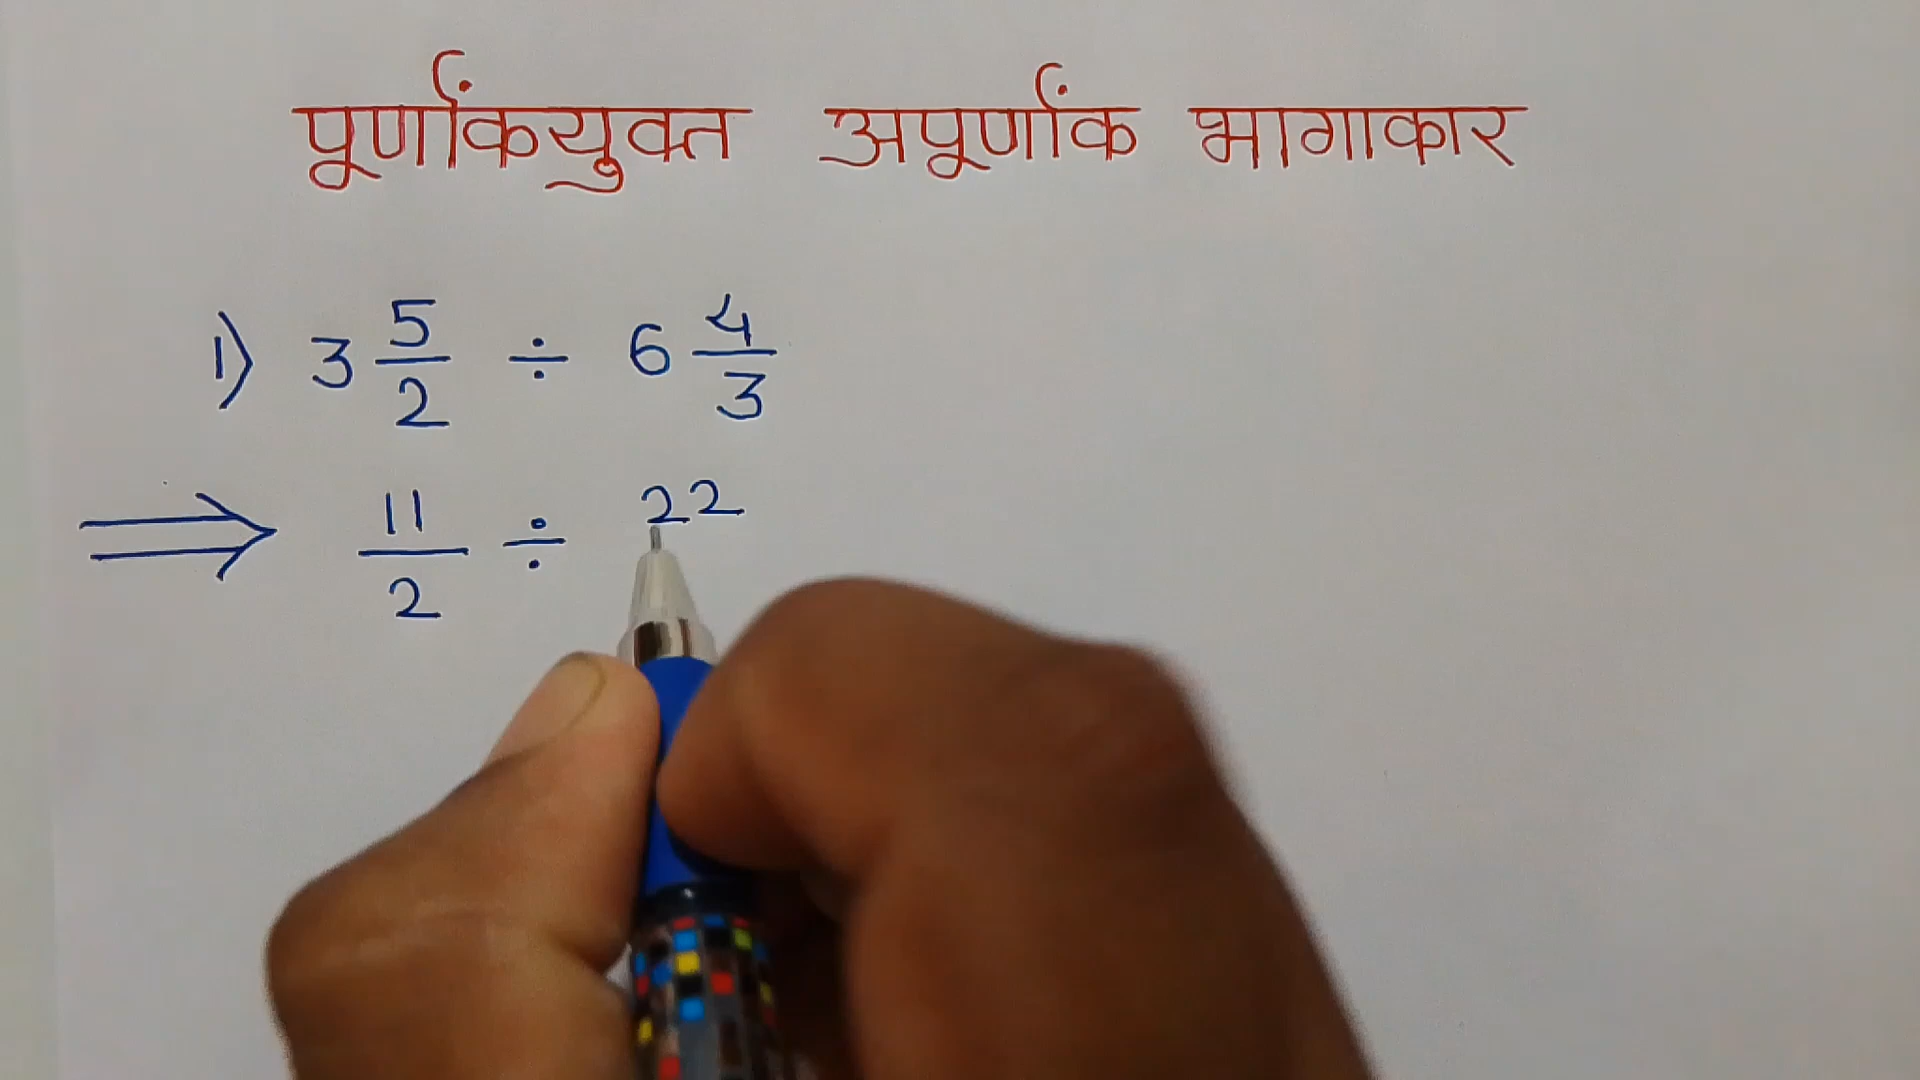 पूर्णांकयुक्त अपूर्णांक भागाकार
1) 3 5/2 ÷ 6 4/3
⇒ 11/2 ÷ 22